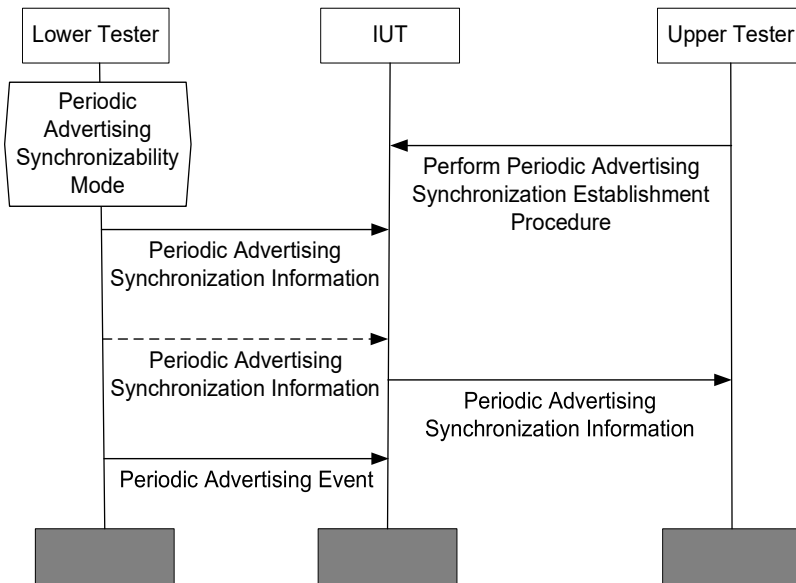 Lower Tester
IUT
Upper Tester
Periodic
Advertising
Synchronizability
Mode
Perform Periodic Advertising
Synchronization Establishment
Procedure
Periodic Advertising
Synchronization Information
Periodic Advertising
Synchronization Information
Periodic Advertising
Synchronization Information
Periodic Advertising Event